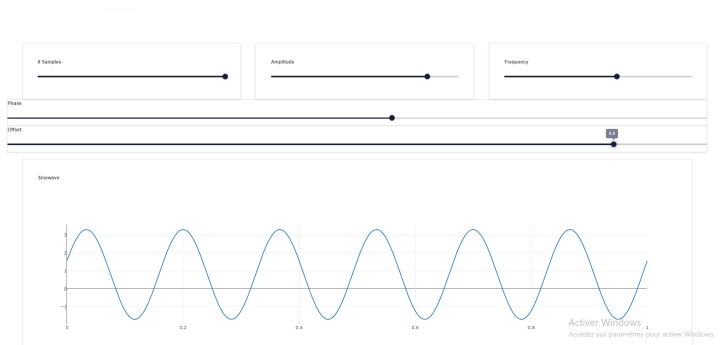 # Samples
Amplitude
Frequency
Phase
Offset
0.8
Sinewave
3
2
1
0
−1
0
0.2
0.4
0.6
0.8
1
Activer Windows
Accédez aux paramètres pour activer Windows.